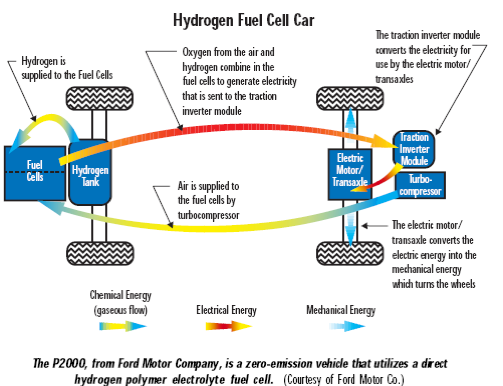 Hydrogen Fuel Cell Car
Hydrogen is
supplied to the Fuel Cells
Oxygen from the air and
hydrogen combine in the
fuel cells to generate electricity
that is sent to the traction
inverter module
The traction inverter module
converts the electricity for
use by the electric motor/
transaxles
Fuel
Cells
Hydrogen
Tank
Electric
Motor/
Transaxle
Traction
Inverter
Module
Turbo-
compressor
Air is supplied to
the fuel cells by
turbocompressor
The electric motor/
transaxle converts the
electric energy into the
mechanical energy
which turns the wheels
Chemical Energy
(gaseous flow)
Electrical Energy
Mechanical Energy
The P2000, from Ford Motor Company, is a zero-emission vehicle that utilizes a direct
hydrogen polymer electrolyte fuel cell. (Courtesy of Ford Motor Co.)